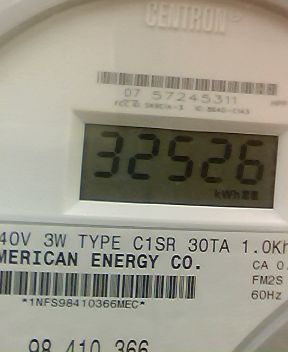 CENTRON
07 57245311
32526
kWh
40V 3W TYPE C1SR 30TA 1.0Kh
MERICAN ENERGY CO.
CA 0.
FM2S
60Hz
*1NFS98410366MEC*
98 410 366